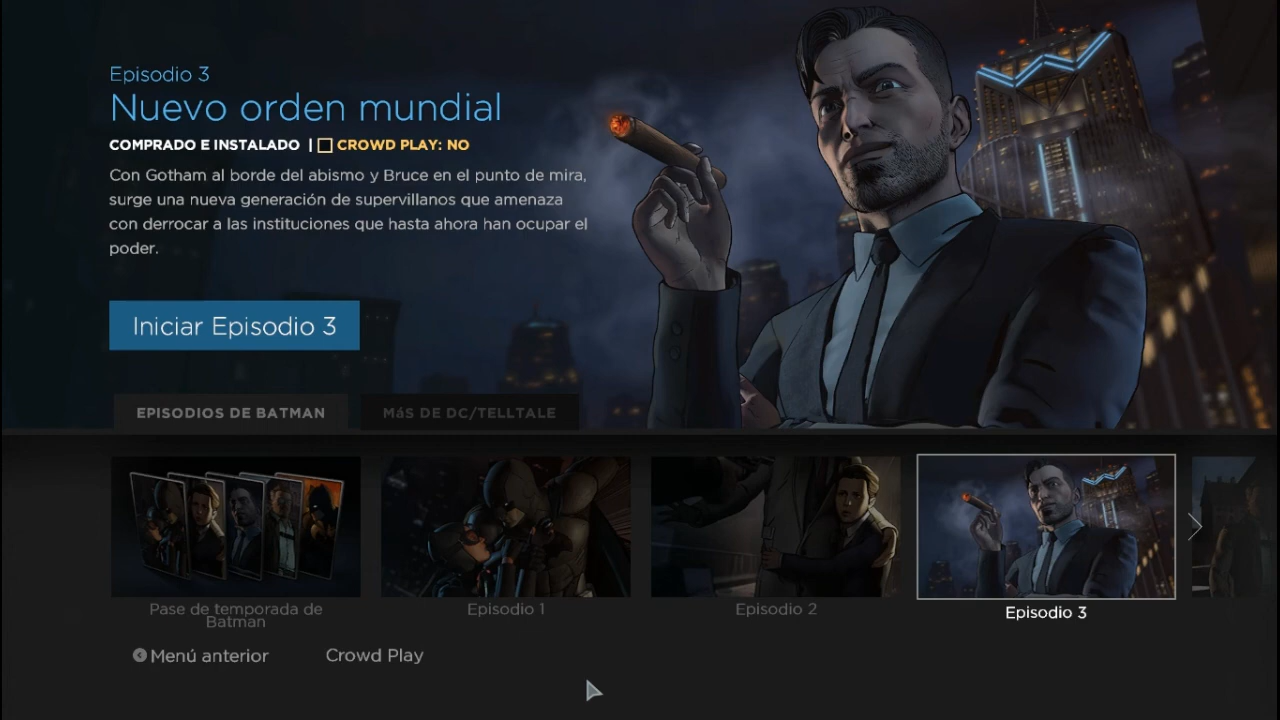 Episodio 3
Nuevo orden mundial
COMPRADO E INSTALADO | CROWD PLAY: NO
Con Gotham al borde del abismo y Bruce en el punto de mira,
surge una nueva generación de supervillanos que amenaza
con derrocar a las instituciones que hasta ahora han ocupar el
poder.
Iniciar Episodio 3
EPISODIOS DE BATMAN
MáS DE DC/TELLTALE
Pase de temporada de
Batman
Episodio 1
Episodio 2
Episodio 3
Menú anterior
Crowd Play